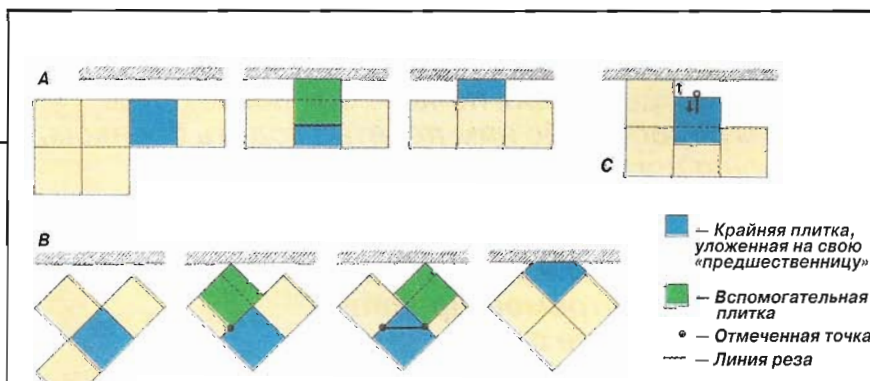 A
t
C
B
— Крайняя плитка,
уложенная на свою
«предшественницу»
— Вспомогательная
плитка
— Отмеченная точка
— Линия реза